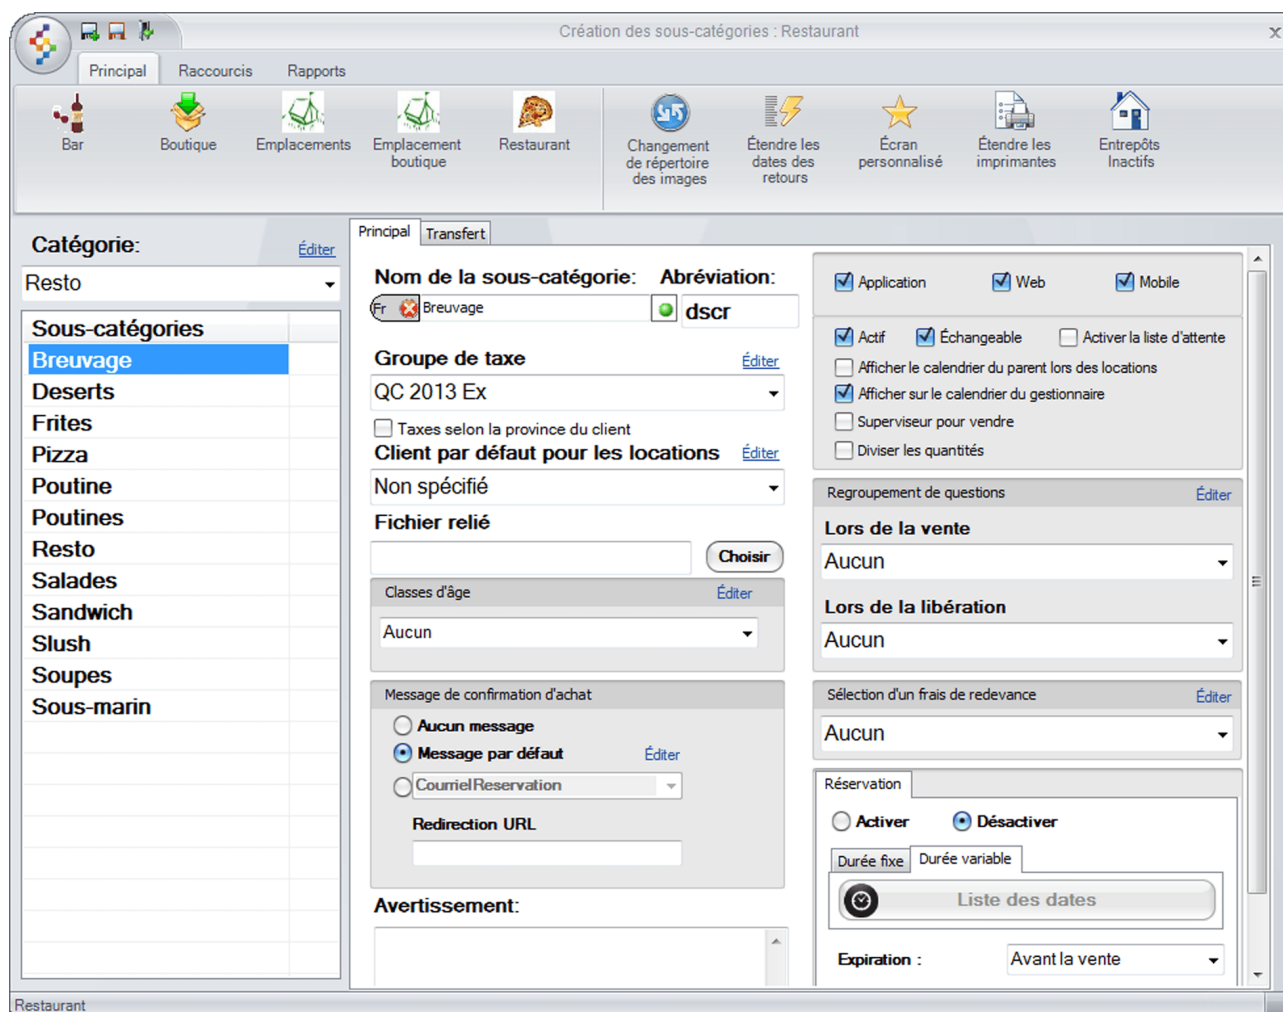 Création des sous-catégories : Restaurant
x
Principal Raccourcis Rapports
Bar
Boutique
Emplacements
Emplacement
boutique
Restaurant
Changement
de répertoire
des images
Étendre les
dates des
retours
Écran
personnalisé
Étendre les
imprimantes
Entrepôts
Inactifs
Catégorie: Éditer
Resto
Sous-catégories
Breuvage
Deserts
Frites
Pizza
Poutine
Poutines
Resto
Salades
Sandwich
Slush
Soupes
Sous-marin
Principal Transfert
Nom de la sous-catégorie: Abréviation:
Fr Breuvage dscr
Groupe de taxe Éditer
QC 2013 Ex
Taxes selon la province du client
Client par défaut pour les locations Éditer
Non spécifié
Fichier relié
Choisir
Classes d'âge Éditer
Aucun
Message de confirmation d'achat
Aucun message
Message par défaut Éditer
CourrielReservation
Redirection URL
Avertissement:
Application Web Mobile
Actif Échangeable Activer la liste d'attente
Afficher le calendrier du parent lors des locations
Afficher sur le calendrier du gestionnaire
Superviseur pour vendre
Diviser les quantités
Regroupement de questions Éditer
Lors de la vente
Aucun
Lors de la libération
Aucun
Sélection d'un frais de redevance Éditer
Aucun
Réservation
Activer Désactiver
Durée fixe Durée variable
Liste des dates
Expiration : Avant la vente
Restaurant